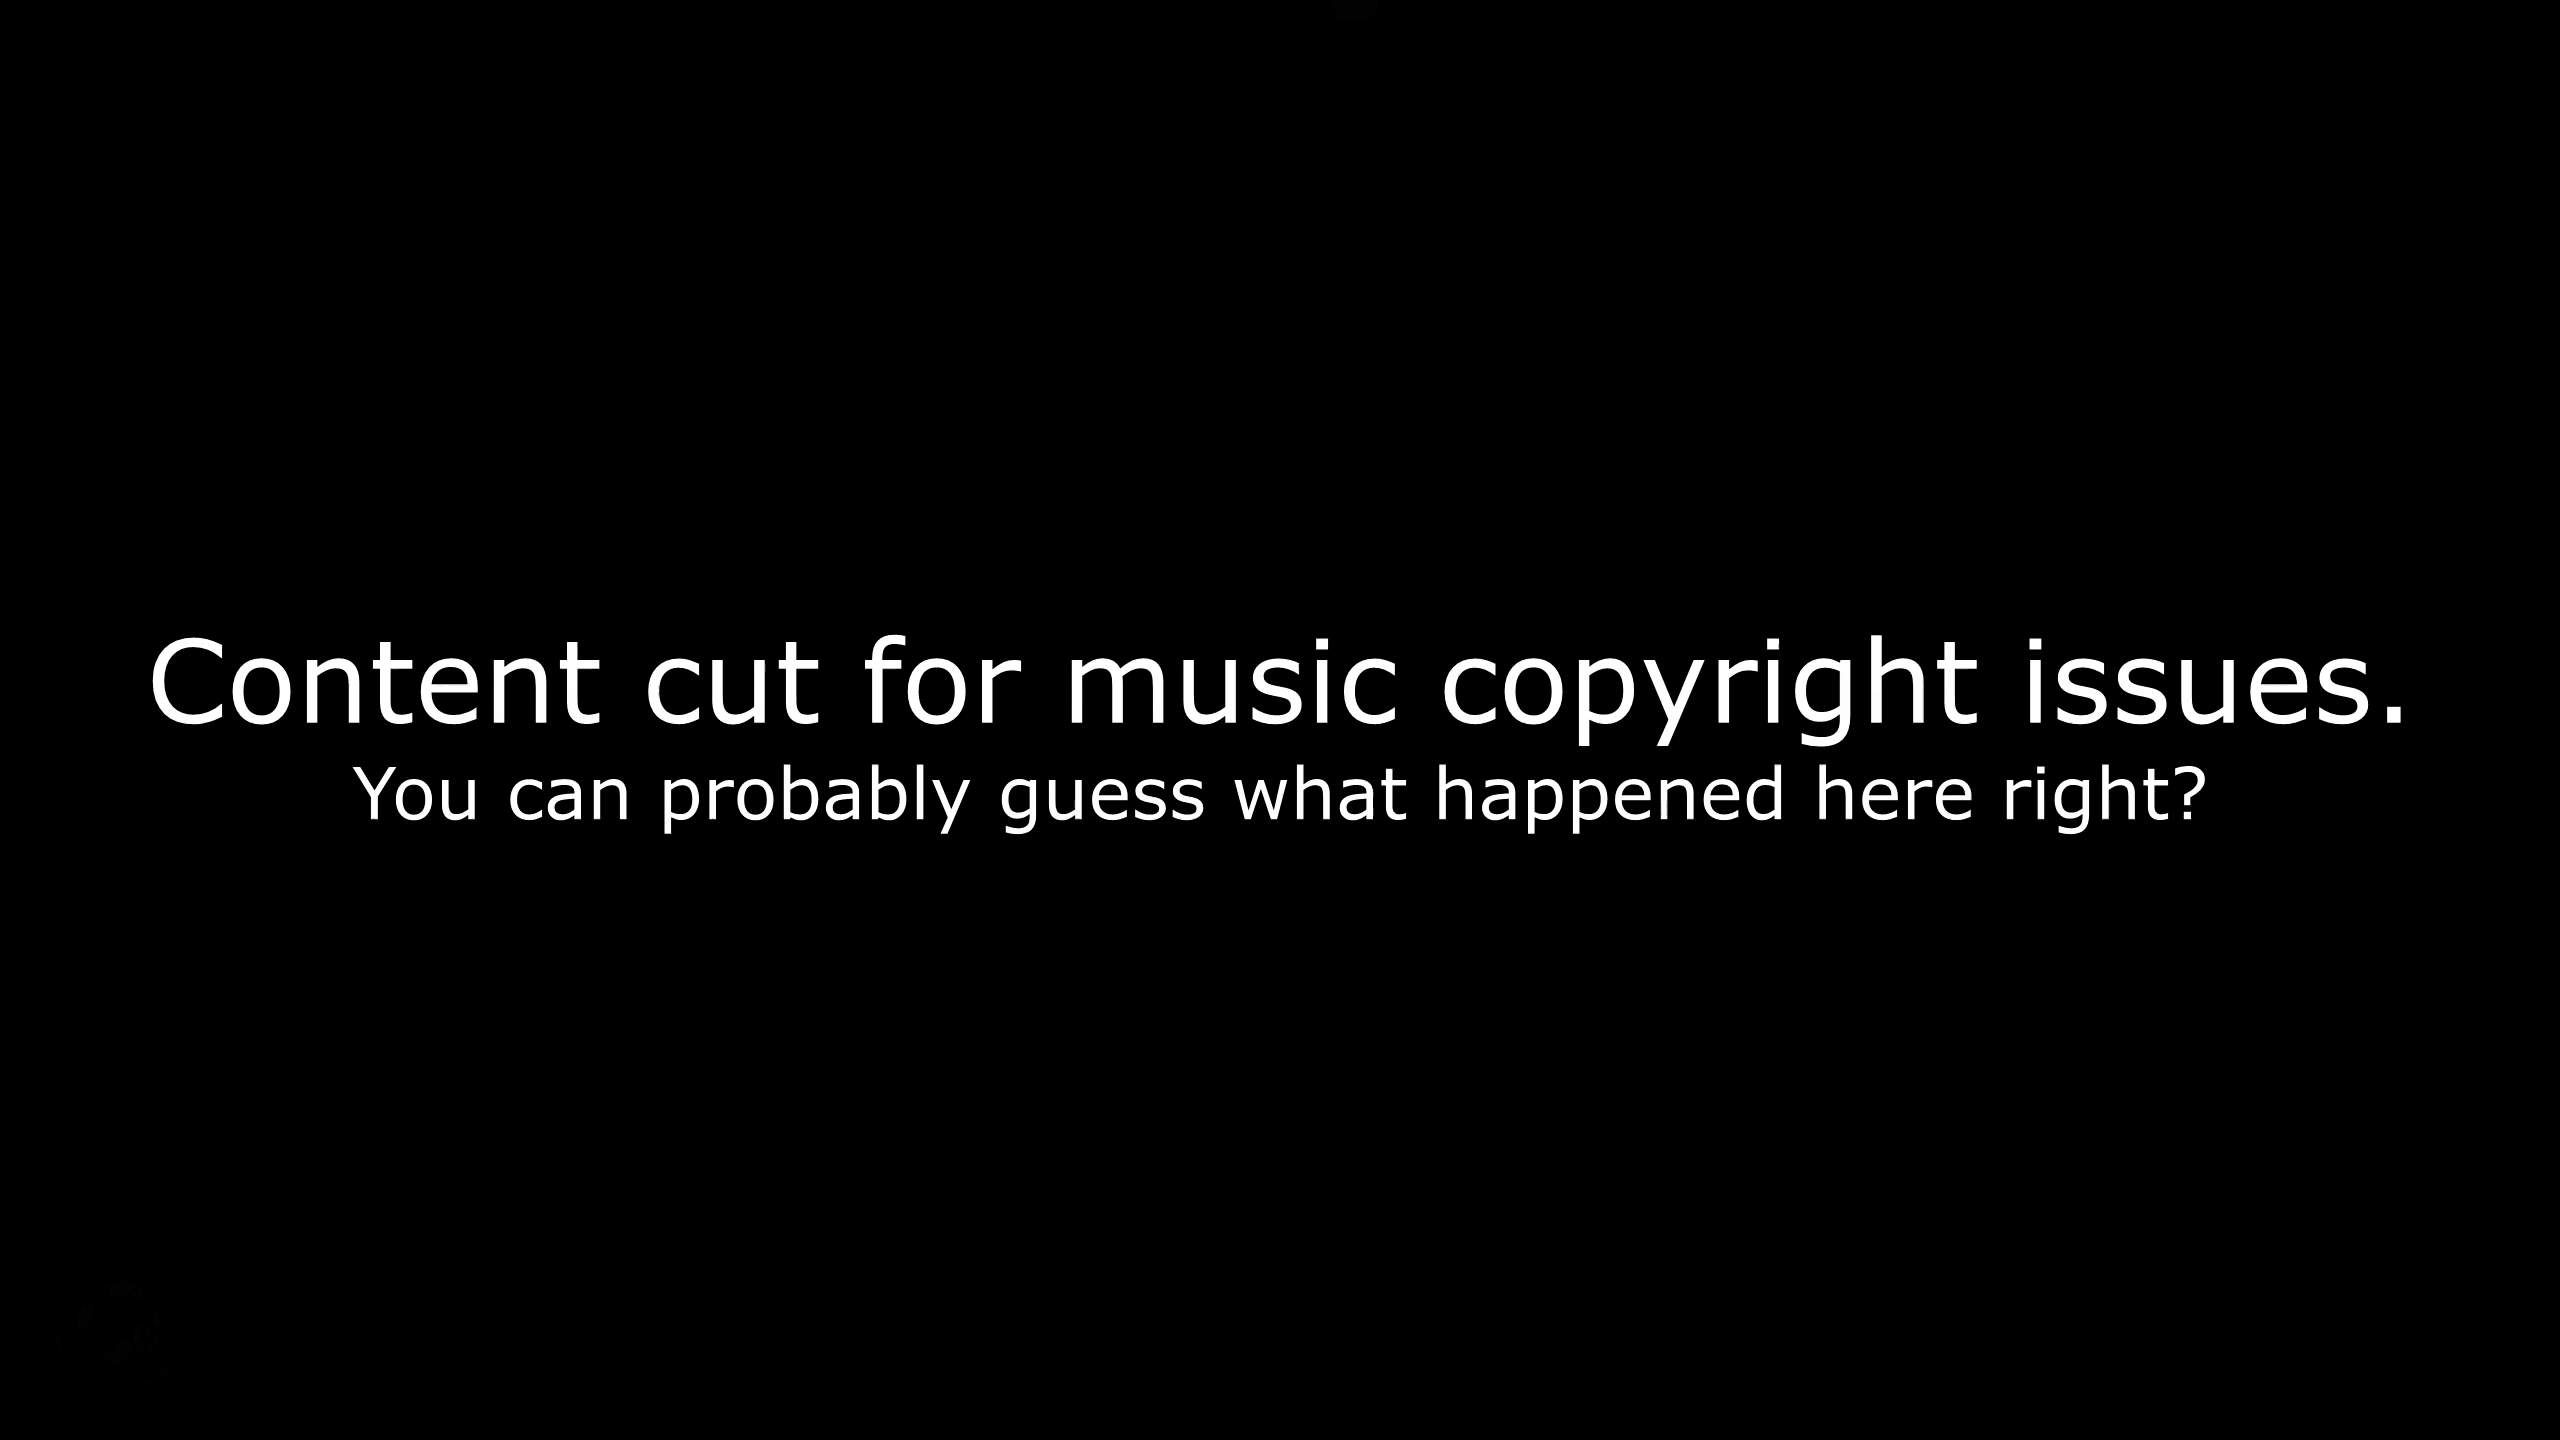 Content cut for music copyright issues.
You can probably guess what happened here right?